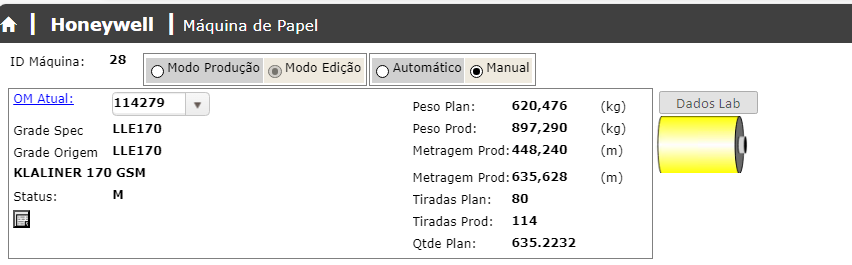 Honeywell | Máquina de Papel
ID Máquina: 28 Modo Produção Modo Edição Automático Manual
OM Atual: 114279 Peso Plan: 620,476 (kg) Dados Lab
Grade Spec LLE170 Peso Prod: 897,290 (kg)
Grade Origem LLE170 Metragem Prod: 448,240 (m)
KLALINER 170 GSM Metragem Prod: 635,628 (m)
Status: M Tiradas Plan: 80
Tiradas Prod: 114
Qtde Plan: 635.2232